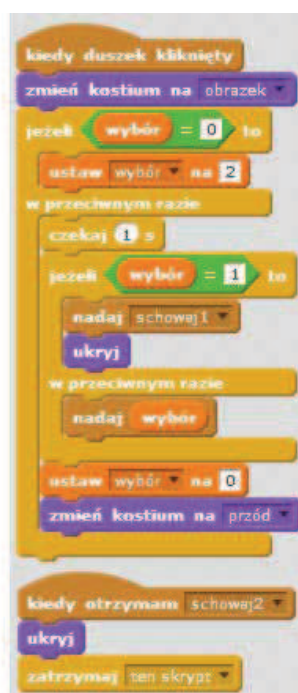 kiedy duszek kliknięty
zmień kostium na obrazek
jeżeli wybór = 0 to
ustaw wybór na 2
w przeciwnym razie
czekaj 1 s
jeżeli wybór = 1 to
nadaj schowaj1
ukryj
w przeciwnym razie
nadaj wybór
ustaw wybór na 0
zmień kostium na przód
kiedy otrzymam schowaj2
ukryj
zatrzymaj ten skrypt